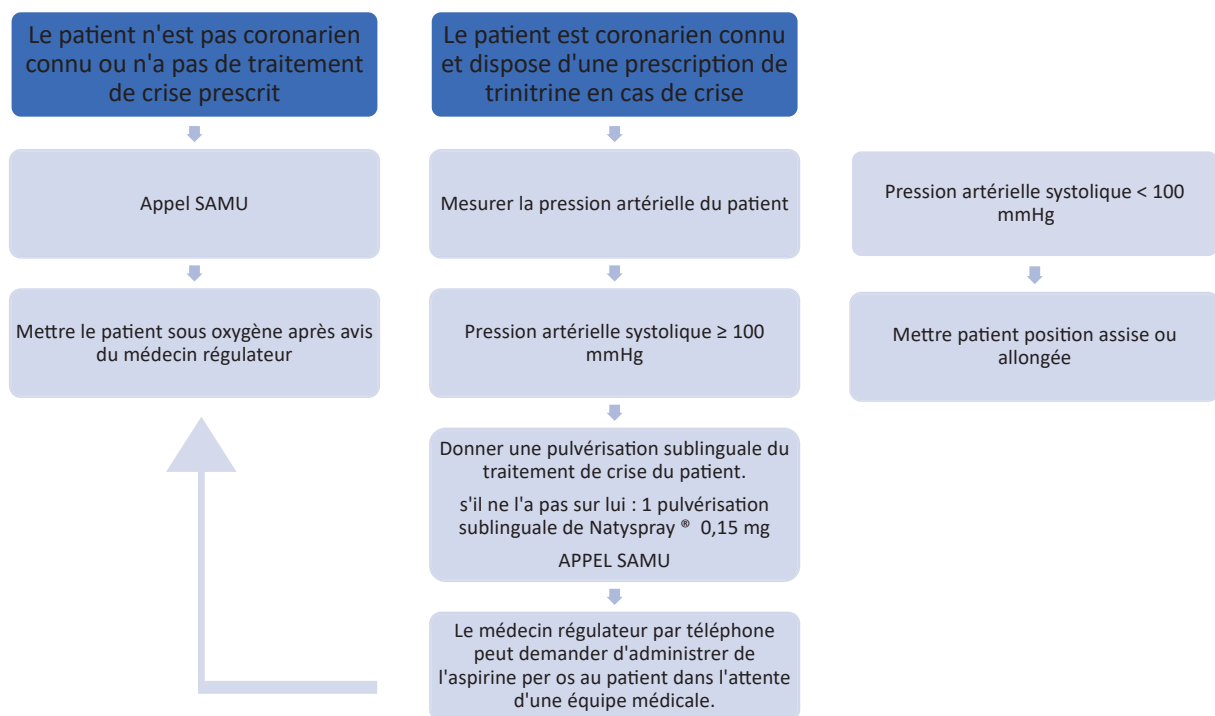 Le patient n'est pas coronarien
connu ou n'a pas de traitement
de crise prescrit
Appel SAMU
Mettre le patient sous oxygène après avis
du médecin régulateur
Le patient est coronarien connu
et dispose d'une prescription de
trinitrine en cas de crise
Mesurer la pression artérielle du patient
Pression artérielle systolique ≥ 100
mmHg
Donner une pulvérisation sublinguale du
traitement de crise du patient.
s'il ne l'a pas sur lui : 1 pulvérisation
sublinguale de Natyspray ® 0,15 mg
APPEL SAMU
Le médecin régulateur par téléphone
peut demander d'administrer de
l'aspirine per os au patient dans l'attente
d'une équipe médicale.
Pression artérielle systolique < 100
mmHg
Mettre patient position assise ou
allongée